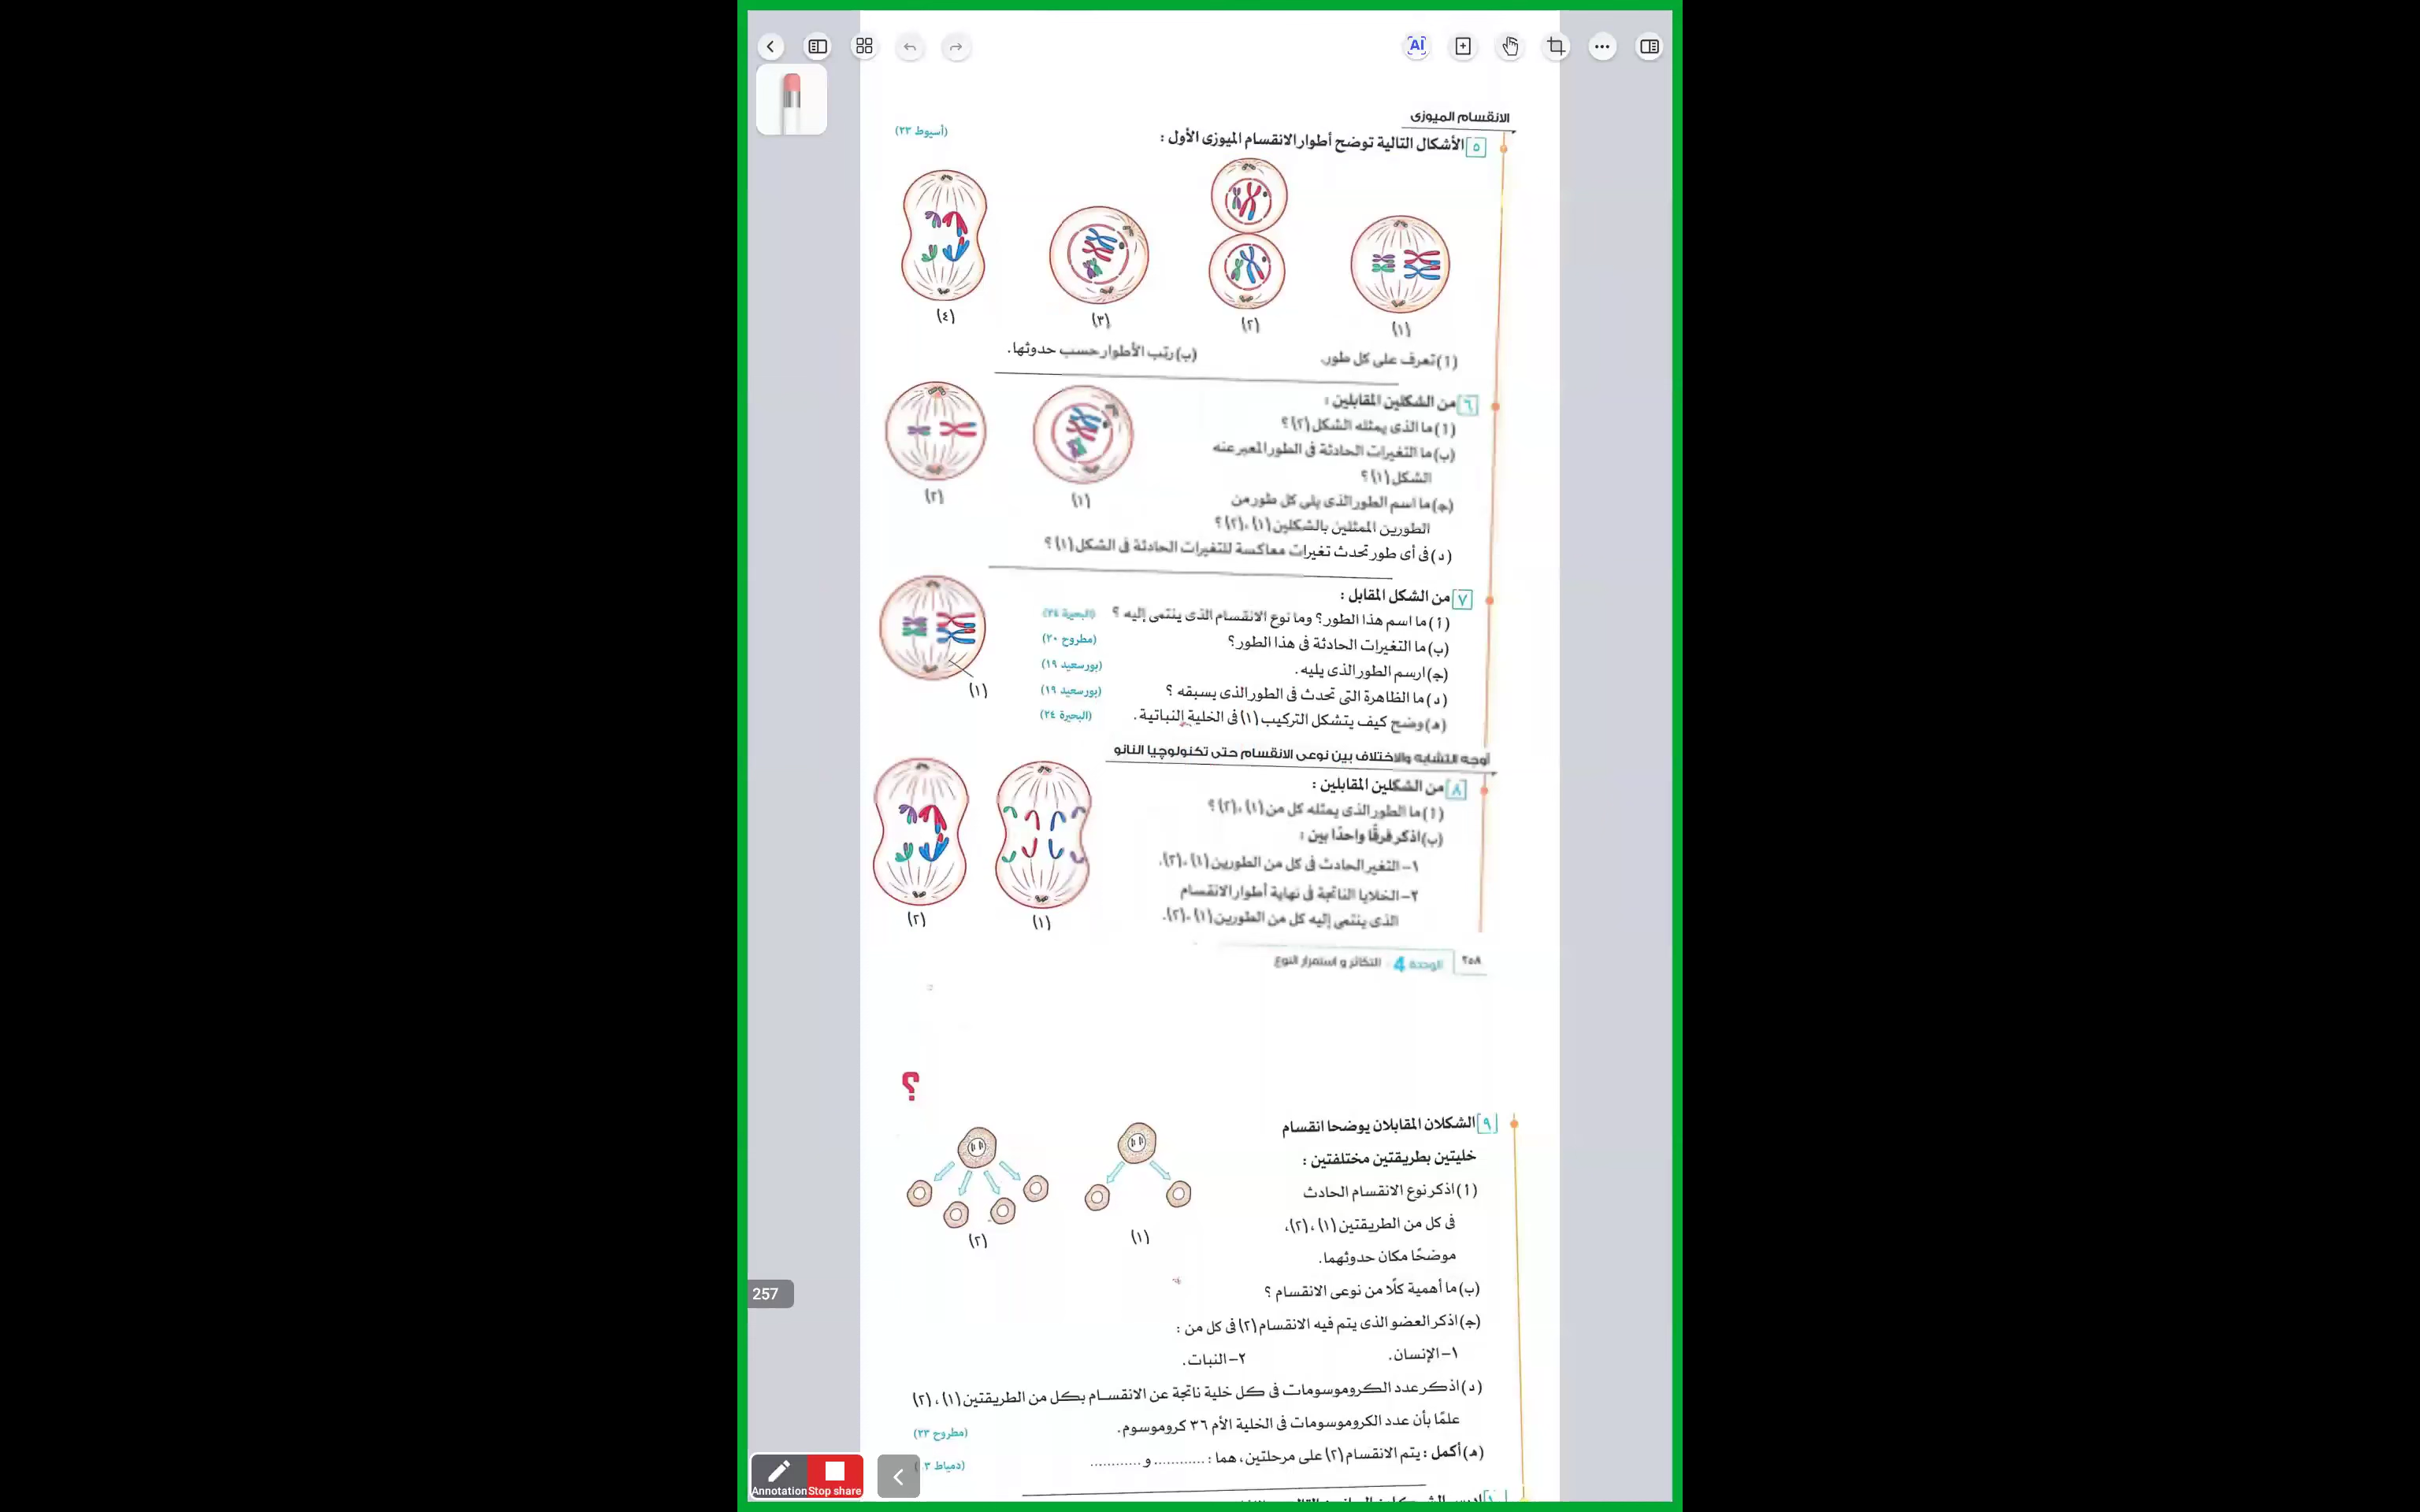 الانقسام الميوزى
٥ الأشكال التالية توضح أطوار الانقسام الميوزى الأول :
(أسيوط ٢٣)
(١)
(٢)
(٣)
(٤)
(أ) تعرف على كل طور.
(ب) رتب الأطوار حسب حدوثها.
٦ من الشكلين المقابلين :
(أ) ما الذى يمثله الشكل (٢) ؟
(ب) ما التغيرات الحادثة فى الطور المعبر عنه
الشكل (١) ؟
(ج) ما اسم الطور الذى يلى كل طور من
الطورين الممثلين بالشكلين (١)، (٢) ؟
(د) فى أى طور تحدث تغيرات معاكسة للتغيرات الحادثة فى الشكل (١) ؟
(١)
(٢)
٧ من الشكل المقابل :
(أ) ما اسم هذا الطور؟ وما نوع الانقسام الذى ينتمى إليه ؟ (البحيرة ٢٤)
(ب) ما التغيرات الحادثة فى هذا الطور؟ (مطروح ٢٠)
(ج) ارسم الطور الذى يليه. (بورسعيد ١٩)
(د) ما الظاهرة التى تحدث فى الطور الذى يسبقه ؟ (بورسعيد ١٩)
(هـ) وضح كيف يتشكل التركيب (١) فى الخلية النباتية. (البحيرة ٢٤)
(١)
أوجه التشابه والاختلاف بين نوعى الانقسام حتى تكنولوچيا النانو
٨ من الشكلين المقابلين :
(أ) ما الطور الذى يمثله كل من (١)، (٢) ؟
(ب) اذكر فرقًا واحدًا بين :
١- التغير الحادث فى كل من الطورين (١)، (٢).
٢- الخلايا الناتجة فى نهاية أطوار الانقسام
الذى ينتمى إليه كل من الطورين (١)، (٢).
(١)
(٢)
٢٥٨ الوحدة 4 التكاثر و استمرار النوع
؟
٩ الشكلان المقابلان يوضحا انقسام
خليتين بطريقتين مختلفتين :
(أ) اذكر نوع الانقسام الحادث
فى كل من الطريقتين (١)، (٢)،
موضحًا مكان حدوثهما.
(١)
(٢)
(ب) ما أهمية كلًا من نوعى الانقسام ؟
(ج) اذكر العضو الذى يتم فيه الانقسام (٢) فى كل من :
١- الإنسان.
٢- النبات.
(د) اذكر عدد الكروموسومات فى كل خلية ناتجة عن الانقسام بكل من الطريقتين (١)، (٢)
علمًا بأن عدد الكروموسومات فى الخلية الأم ٣٦ كروموسوم. (مطروح ٢٣)
(هـ) أكمل : يتم الانقسام (٢) على مرحلتين، هما : ............ و ............
257
Annotation
Stop share
AI